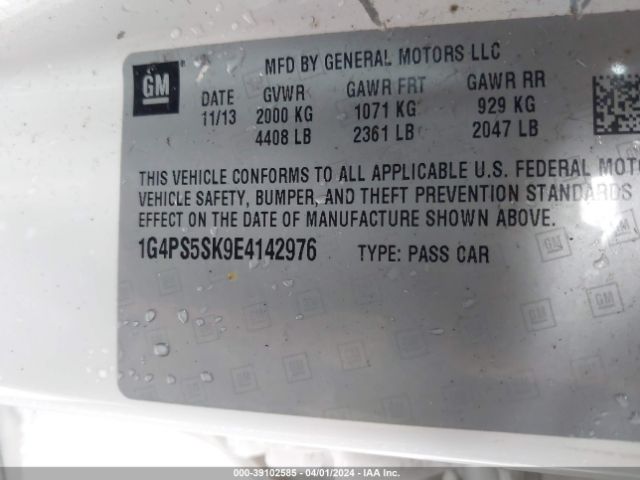 GM
MFD BY GENERAL MOTORS LLC
DATE GVWR GAWR FRT GAWR RR
11/13 2000 KG 1071 KG 929 KG
4408 LB 2361 LB 2047 LB
THIS VEHICLE CONFORMS TO ALL APPLICABLE U.S. FEDERAL MOTO
VEHICLE SAFETY, BUMPER, AND THEFT PREVENTION STANDARDS
EFFECT ON THE DATE OF MANUFACTURE SHOWN ABOVE.
1G4PS5SK9E4142976 TYPE: PASS CAR
000-39102585 - 04/01/2024 - IAA Inc.